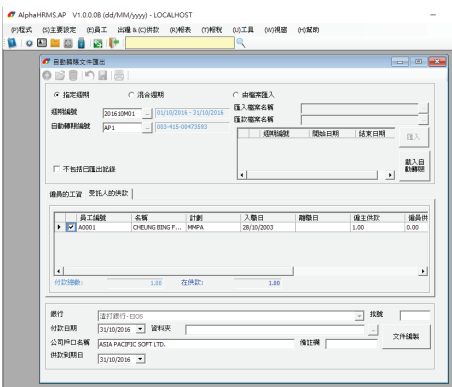 AlphaHRMS.AP V1.0.0.08 (dd/MM/yyyy) - LOCALHOST
(P)程式 (S)主要設定 (E)員工 出糧 & (C)供款 (R)報表 (T)報稅 (U)工具 (W)視窗 (H)幫助
自動轉賬文件匯出
指定週期 混合週期 由檔案匯入
週期編號 201610M01 ... 01/10/2016 - 31/10/2016 匯入檔案名稱
自動轉賬編號 AP1 ... 003-415-00473593 匯款檔案名稱
週期編號 開始日期 結束日期 匯入
不包括已匯出記錄 載入自動轉賬
僱員的工資 受託人的供款
員工編號 名稱 計劃 入職日 離職日 僱主供款 僱員供
A0001 CHEUNG BING F... MMPA 28/10/2003 1.00 0.00
付款總數: 1.00 在供款: 1.00
銀行 渣打銀行-EIOS 批號
付款日期 31/10/2016 資料夾 ... 文件編製
公司戶口名稱 ASIA PACIFIC SOFT LTD. 備註欄
供款到期日 31/10/2016